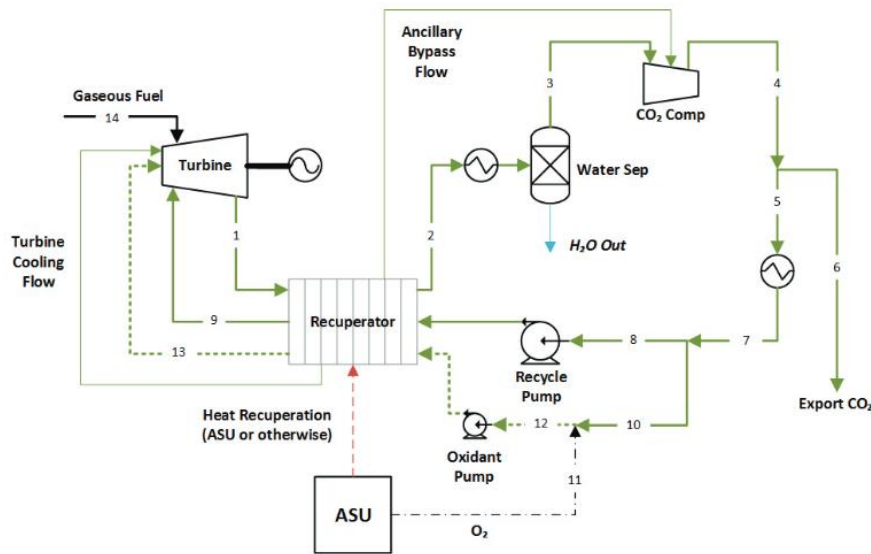 Ancillary
Bypass
Flow
3
4
CO₂ Comp
Gaseous Fuel
14
Turbine
Water Sep
5
Turbine
Cooling
Flow
1
2
H₂O Out
6
9
Recuperator
13
8
7
Recycle
Pump
Export CO₂
Heat Recuperation
(ASU or otherwise)
12
10
Oxidant
Pump
11
ASU
O₂